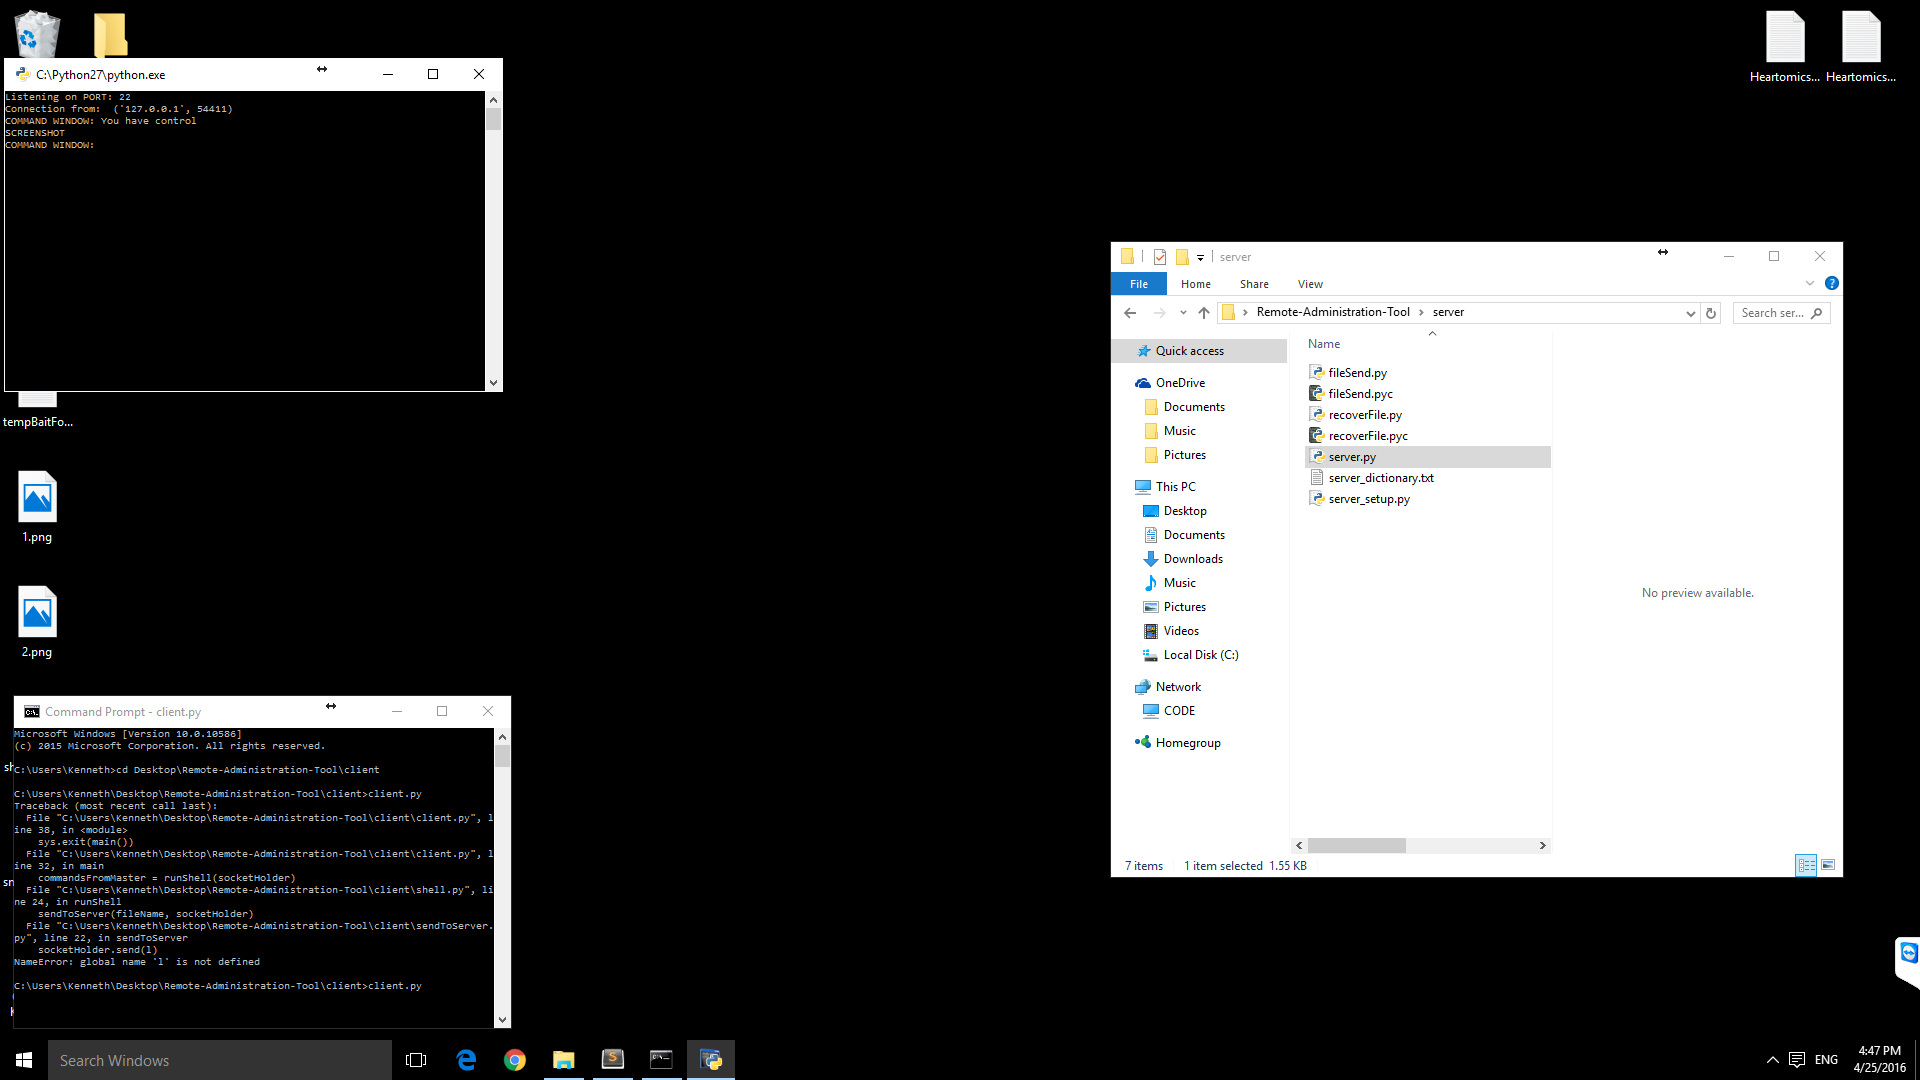 C:\Python27\python.exe
Listening on PORT: 22
Connection from:  ('127.0.0.1', 54411)
COMMAND WINDOW: You have control
SCREENSHOT
COMMAND WINDOW:
tempBaitFo...
1.png
2.png
Command Prompt - client.py
Microsoft Windows [Version 10.0.10586]
(c) 2015 Microsoft Corporation. All rights reserved.
C:\Users\Kenneth>cd Desktop\Remote-Administration-Tool\client
C:\Users\Kenneth\Desktop\Remote-Administration-Tool\client>client.py
Traceback (most recent call last):
  File "C:\Users\Kenneth\Desktop\Remote-Administration-Tool\client\client.py", l
ine 38, in <module>
    sys.exit(main())
  File "C:\Users\Kenneth\Desktop\Remote-Administration-Tool\client\client.py", l
ine 32, in main
    commandsFromMaster = runShell(socketHolder)
  File "C:\Users\Kenneth\Desktop\Remote-Administration-Tool\client\shell.py", li
ne 24, in runShell
    sendToServer(fileName, socketHolder)
  File "C:\Users\Kenneth\Desktop\Remote-Administration-Tool\client\sendToServer.
py", line 22, in sendToServer
    socketHolder.send(l)
NameError: global name 'l' is not defined
C:\Users\Kenneth\Desktop\Remote-Administration-Tool\client>client.py
Heartomics... Heartomics...
server
File Home Share View
Remote-Administration-Tool server
Search ser...
Quick access
OneDrive
Documents
Music
Pictures
This PC
Desktop
Documents
Downloads
Music
Pictures
Videos
Local Disk (C:)
Network
CODE
Homegroup
Name
fileSend.py
fileSend.pyc
recoverFile.py
recoverFile.pyc
server.py
server_dictionary.txt
server_setup.py
No preview available.
7 items 1 item selected 1.55 KB
Search Windows
ENG
4:47 PM
4/25/2016